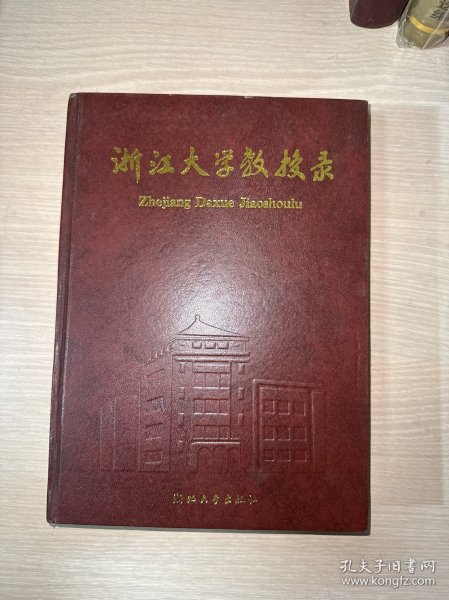 浙江大学教授录
Zhejiang Daxue Jiaoshoulu
浙江大学出版社
孔夫子旧书网
www.kongfz.com